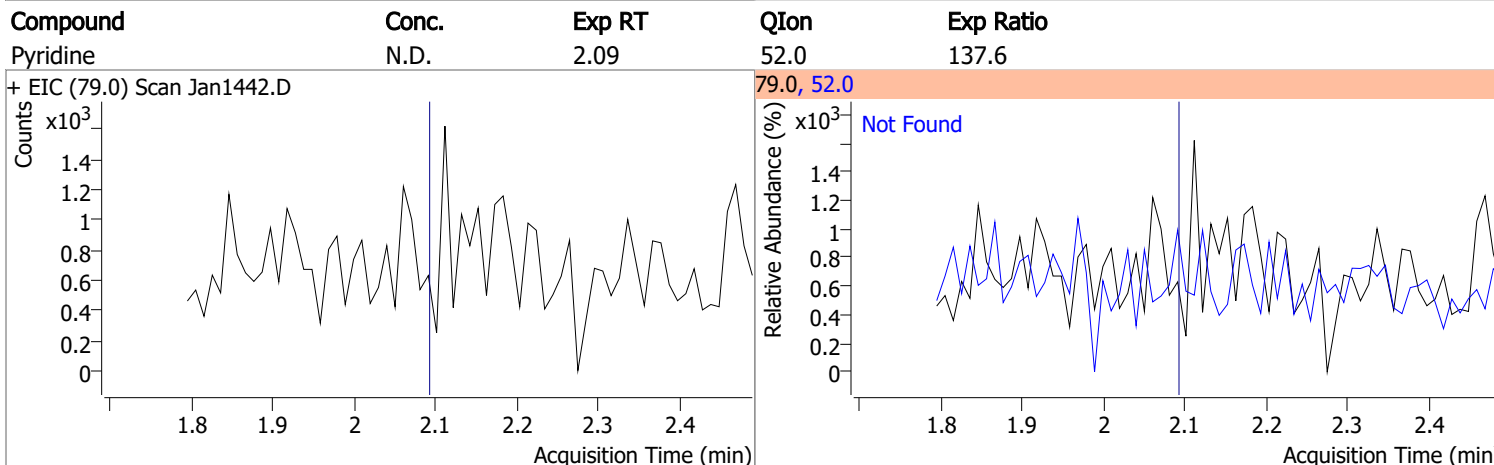 Compound Conc. Exp RT QIon Exp Ratio
Pyridine N.D. 2.09 52.0 137.6
+ EIC (79.0) Scan Jan1442.D
Counts
x10³
1.4
1.2
1
0.8
0.6
0.4
0.2
0
1.8 1.9 2 2.1 2.2 2.3 2.4
Acquisition Time (min)
79.0, 52.0
Relative Abundance (%)
x10³
Not Found
1.4
1.2
1
0.8
0.6
0.4
0.2
0
1.8 1.9 2 2.1 2.2 2.3 2.4
Acquisition Time (min